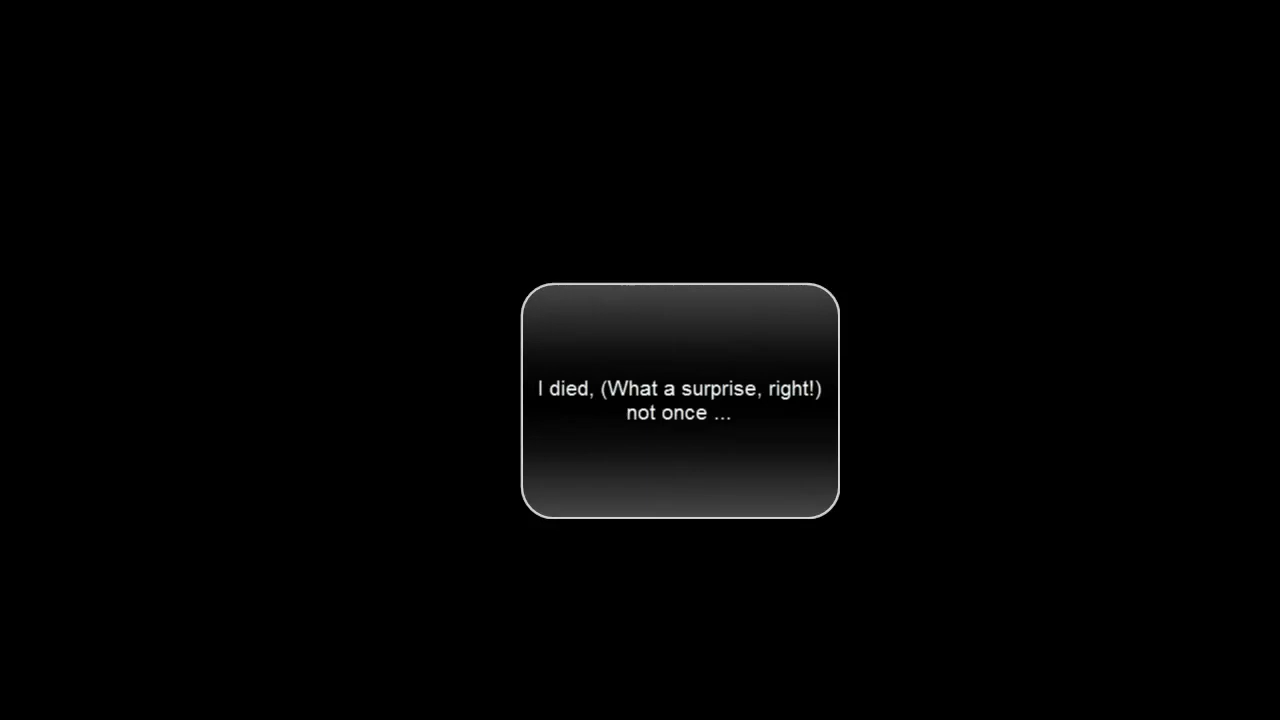 I died, (What a surprise, right!)
not once ...